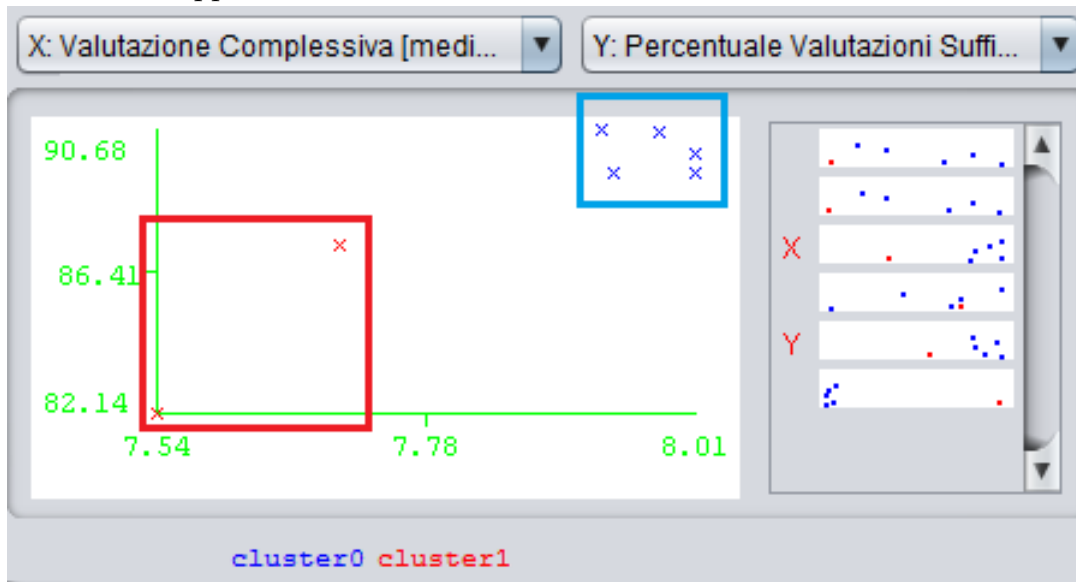 X: Valutazione Complessiva [medi...
Y: Percentuale Valutazioni Suffi...
90.68
86.41
82.14
7.54
7.78
8.01
X
Y
cluster0 cluster1